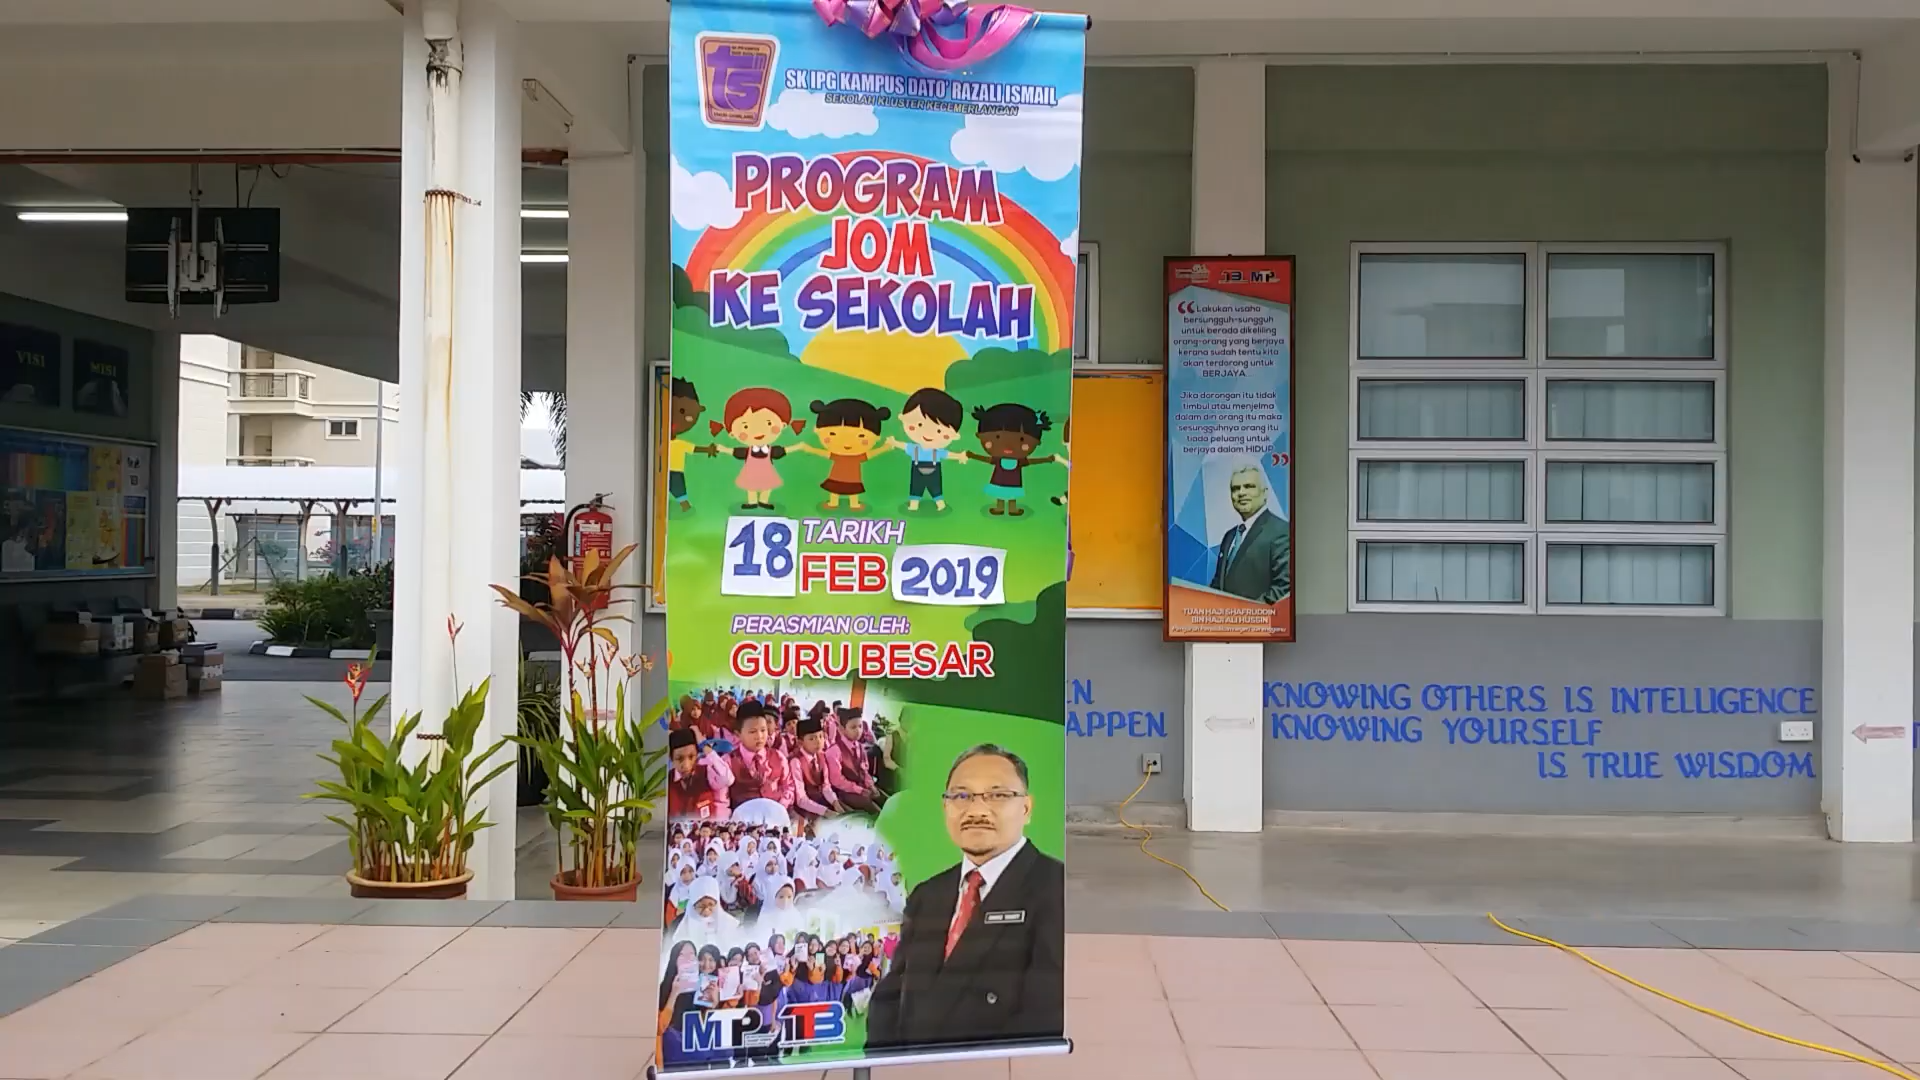 VISI
MISI
SK IPG KAMPUS DATO' RAZALI ISMAIL
SEKOLAH KLUSTER KECEMERLANGAN
PROGRAM
JOM
KE SEKOLAH
18 TARIKH
FEB 2019
PERASMIAN OLEH:
GURU BESAR
MTP 1TB
MTP
Lakukan usaha
bersungguh-sungguh
untuk berada dikeliling
orang-orang yang berjaya
kerana sudah tentu kita
akan terdorong untuk
BERJAYA...
Jika dorongan itu tidak
timbul atau menjelma
dalam diri orang itu maka
sesungguhnya orang itu
tiada peluang untuk
berjaya dalam HIDUP
TUAN HAJI SHAFRUDDIN
BIN HAJI ALI HUSSIN
APPEN
KNOWING OTHERS IS INTELLIGENCE
KNOWING YOURSELF
IS TRUE WISDOM